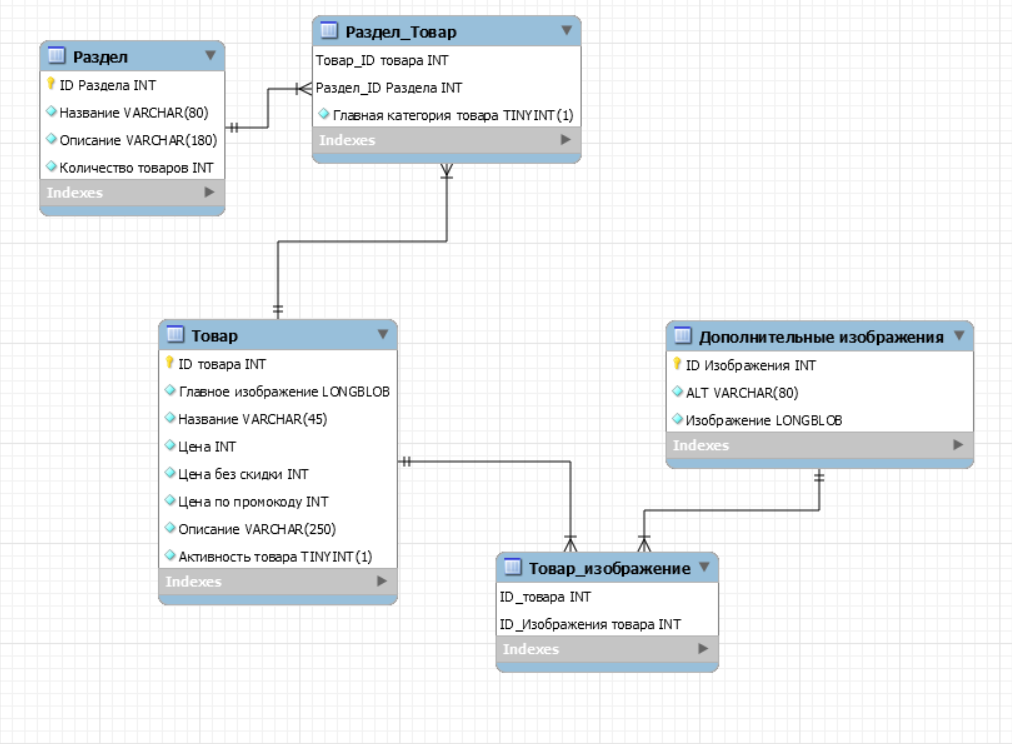 Раздел
ID Раздела INT
Название VARCHAR(80)
Описание VARCHAR(180)
Количество товаров INT
Indexes
Раздел_Товар
Товар_ID товара INT
Раздел_ID Раздела INT
Главная категория товара TINYINT(1)
Indexes
Товар
ID товара INT
Главное изображение LONGBLOB
Название VARCHAR(45)
Цена INT
Цена без скидки INT
Цена по промокоду INT
Описание VARCHAR(250)
Активность товара TINYINT(1)
Indexes
Дополнительные изображения
ID Изображения INT
ALT VARCHAR(80)
Изображение LONGBLOB
Indexes
Товар_изображение
ID_товара INT
ID_Изображения товара INT
Indexes